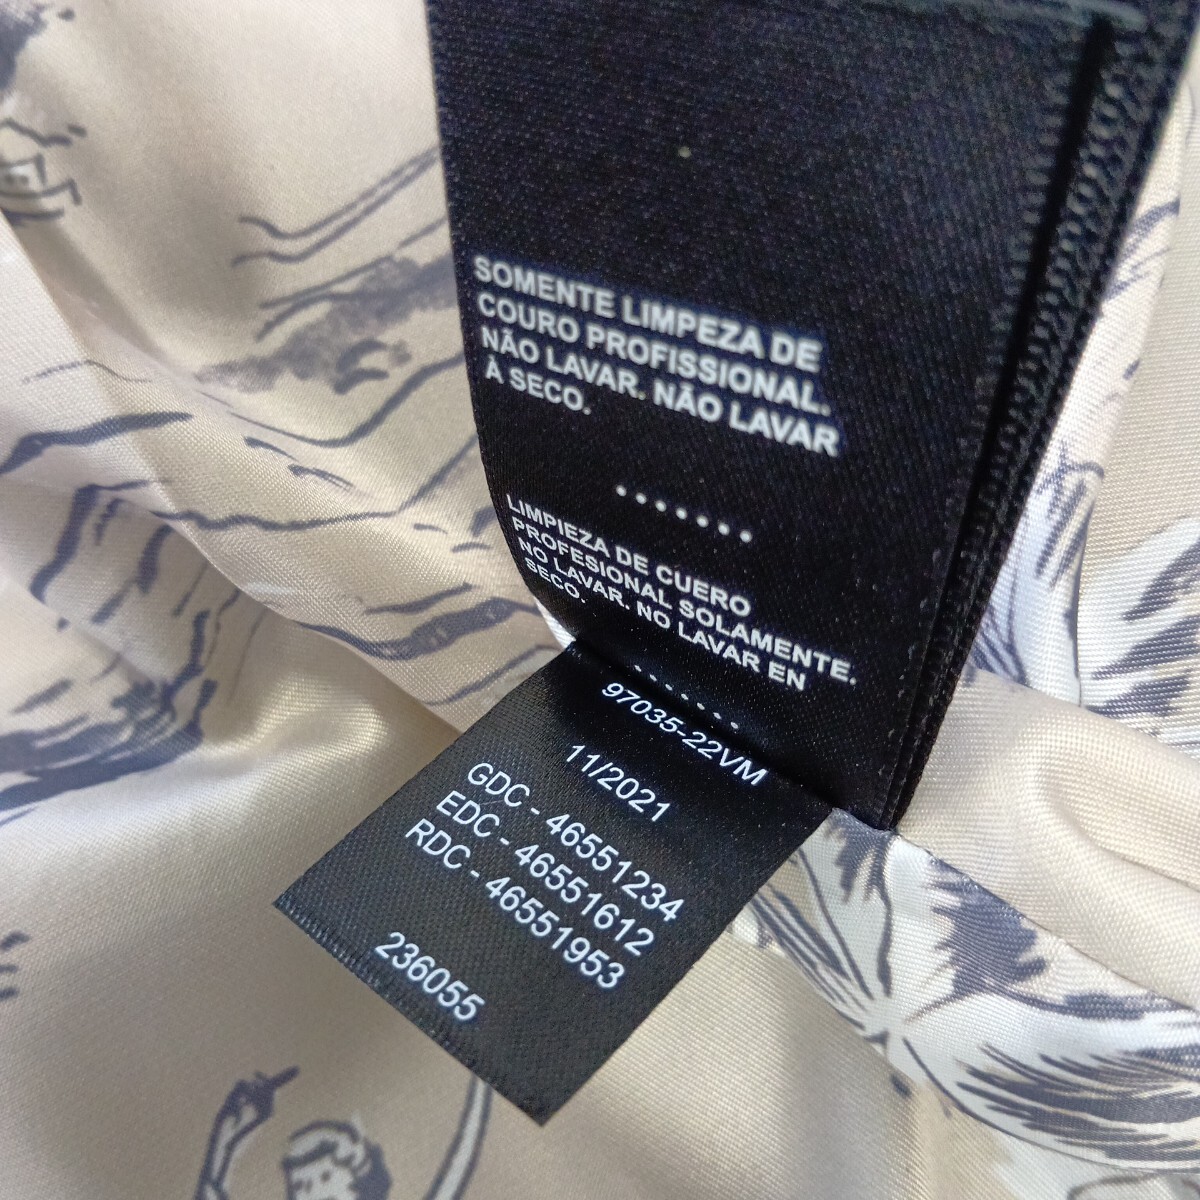 SOMENTE LIMPEZA DE
COURO PROFISSIONAL.
NÃO LAVAR. NÃO LAVAR
À SECO.
.......
LIMPIEZA DE CUERO
PROFESIONAL SOLAMENTE.
NO LAVAR. NO LAVAR EN
SECO.
.......
97035-22VM
11/2021
GDC - 46551234
EDC - 46551612
RDC - 46551953
236055